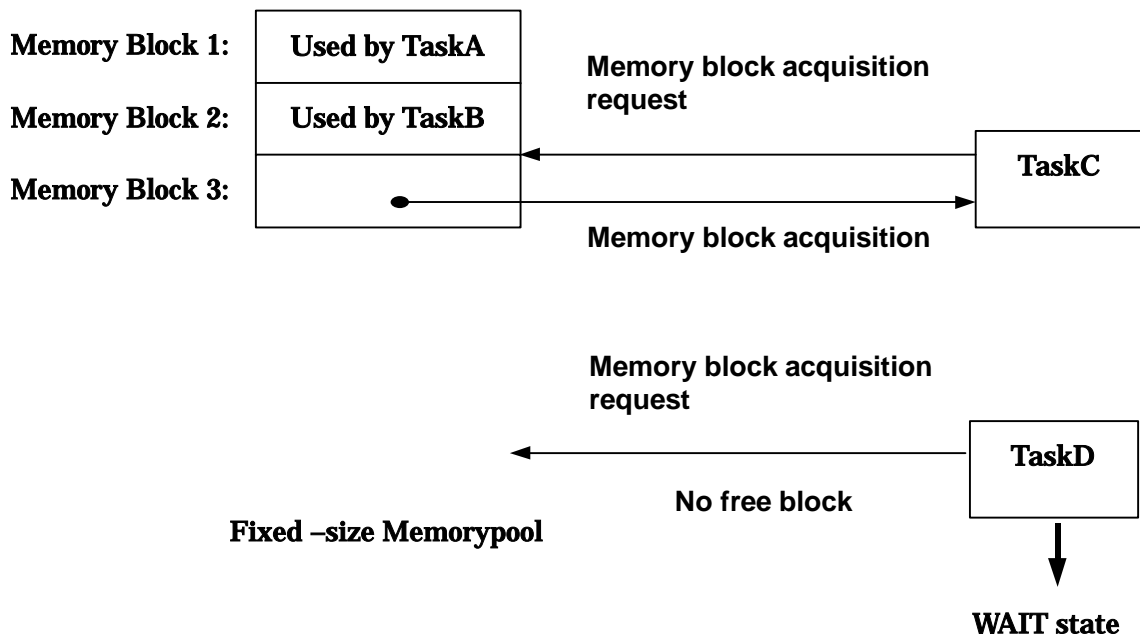 Memory Block 1:
Used by TaskA
Memory block acquisition
request
Memory Block 2:
Used by TaskB
TaskC
Memory Block 3:
Memory block acquisition
Memory block acquisition
request
TaskD
No free block
Fixed –size Memorypool
WAIT state